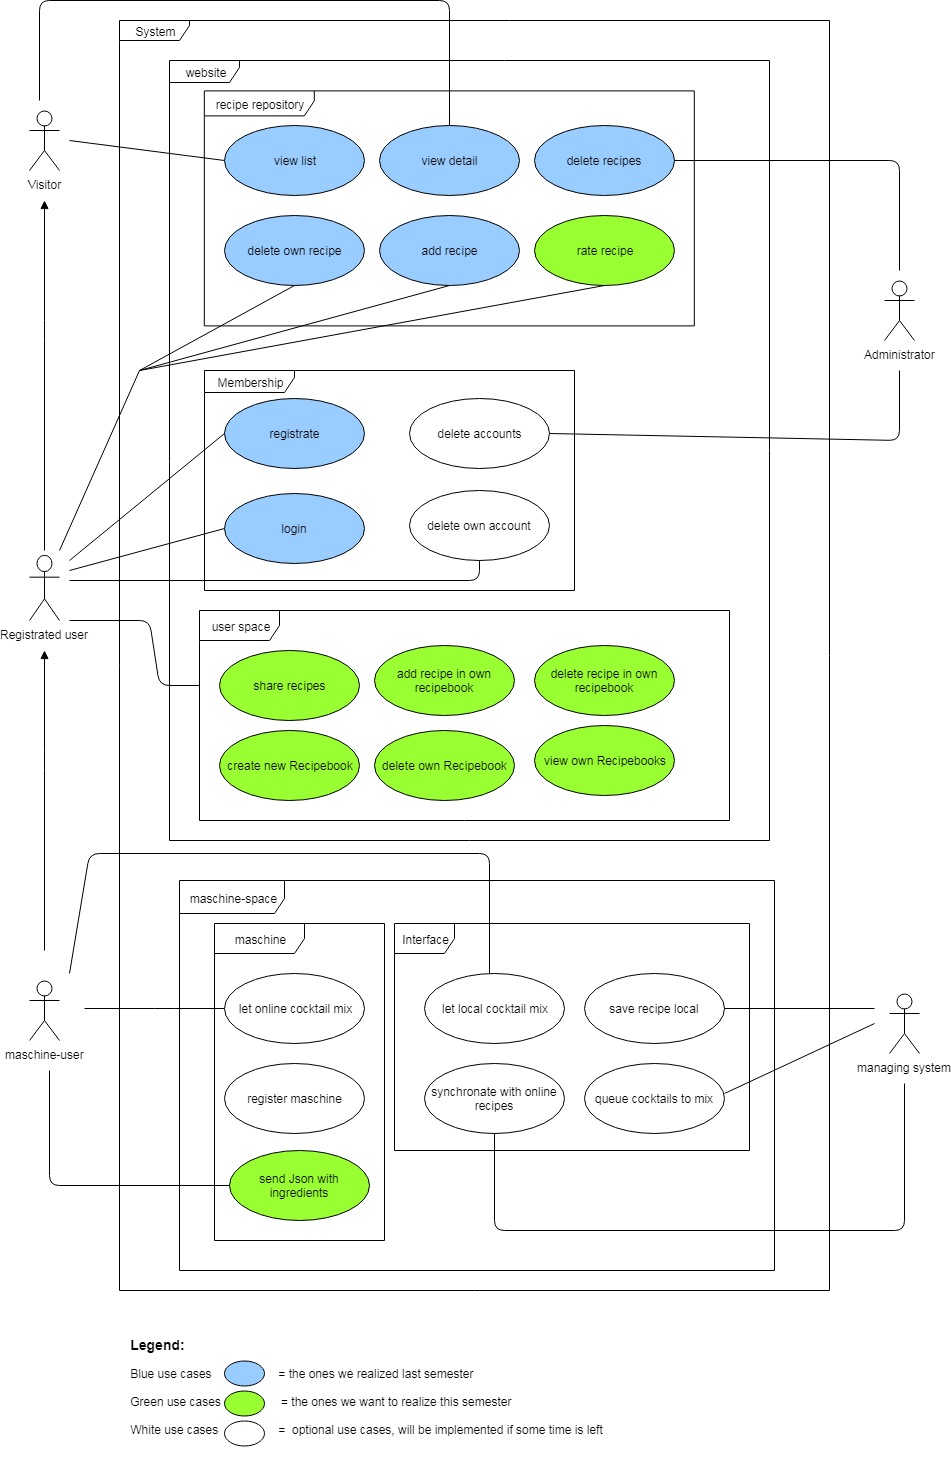 System
website
recipe repository
view list
view detail
delete recipes
Visitor
delete own recipe
add recipe
rate recipe
Administrator
Membership
registrate
delete accounts
login
delete own account
Registrated user
user space
share recipes
add recipe in own
recipebook
delete recipe in own
recipebook
create new Recipebook
delete own Recipebook
view own Recipebooks
maschine-space
maschine
Interface
let online cocktail mix
let local cocktail mix
save recipe local
maschine-user
managing system
register maschine
synchronate with online
recipes
queue cocktails to mix
send Json with
ingredients
Legend:
Blue use cases = the ones we realized last semester
Green use cases = the ones we want to realize this semester
White use cases = optional use cases, will be implemented if some time is left